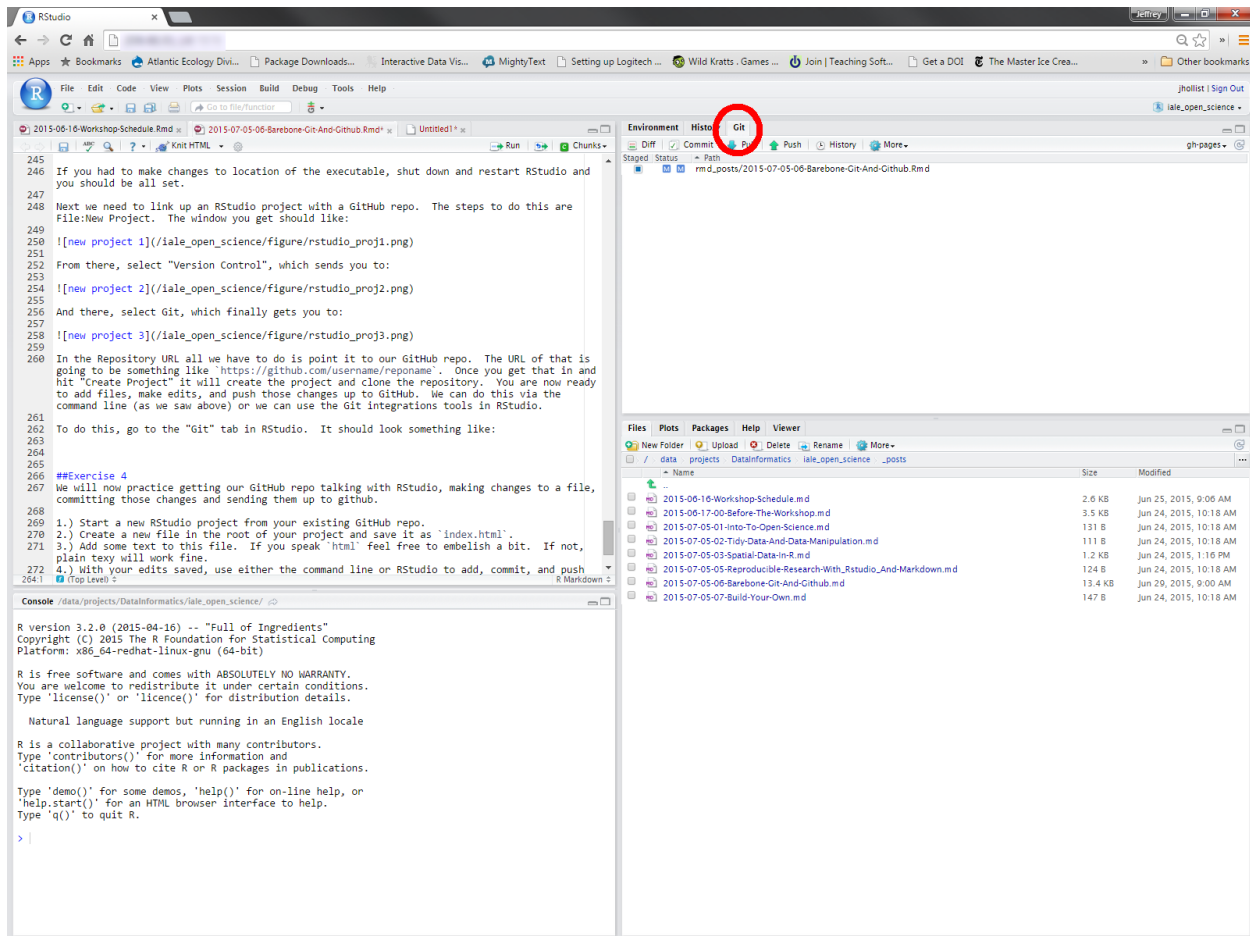 RStudio
Jeffrey
Apps Bookmarks Atlantic Ecology Divi... Package Downloads... Interactive Data Vis... MightyText Setting up Logitech ... Wild Kratts . Games ... Join | Teaching Soft... Get a DOI The Master Ice Crea... » Other bookmarks
R File Edit Code View Plots Session Build Debug Tools Help jhollist | Sign Out
Go to file/function iale_open_science
2015-06-16-Workshop-Schedule.Rmd 2015-07-05-06-Barebone-Git-And-Github.Rmd* Untitled1*
ABC ? Knit HTML Run Chunks
245
246 If you had to make changes to location of the executable, shut down and restart RStudio and
you should be all set.
247
248 Next we need to link up an RStudio project with a GitHub repo. The steps to do this are
File:New Project. The window you get should like:
249
250 ![new project 1](/iale_open_science/figure/rstudio_proj1.png)
251
252 From there, select "Version Control", which sends you to:
253
254 ![new project 2](/iale_open_science/figure/rstudio_proj2.png)
255
256 And there, select Git, which finally gets you to:
257
258 ![new project 3](/iale_open_science/figure/rstudio_proj3.png)
259
260 In the Repository URL all we have to do is point it to our GitHub repo. The URL of that is
going to be something like `https://github.com/username/reponame`. Once you get that in and
hit "Create Project" it will create the project and clone the repository. You are now ready
to add files, make edits, and push those changes up to GitHub. We can do this via the
command line (as we saw above) or we can use the Git integrations tools in RStudio.
261
262 To do this, go to the "Git" tab in RStudio. It should look something like:
263
264
265
266 ##Exercise 4
267 We will now practice getting our GitHub repo talking with RStudio, making changes to a file,
committing those changes and sending them up to github.
268
269 1.) Start a new RStudio project from your existing GitHub repo.
270 2.) Create a new file in the root of your project and save it as `index.html`.
271 3.) Add some text to this file. If you speak `html` feel free to embelish a bit. If not,
plain texy will work fine.
272 4.) With your edits saved, use either the command line or RStudio to add, commit, and push
264:1 (Top Level) R Markdown
Console /data/projects/DataInformatics/iale_open_science/
R version 3.2.0 (2015-04-16) -- "Full of Ingredients"
Copyright (C) 2015 The R Foundation for Statistical Computing
Platform: x86_64-redhat-linux-gnu (64-bit)
R is free software and comes with ABSOLUTELY NO WARRANTY.
You are welcome to redistribute it under certain conditions.
Type 'license()' or 'licence()' for distribution details.
Natural language support but running in an English locale
R is a collaborative project with many contributors.
Type 'contributors()' for more information and
'citation()' on how to cite R or R packages in publications.
Type 'demo()' for some demos, 'help()' for on-line help, or
'help.start()' for an HTML browser interface to help.
Type 'q()' to quit R.
>
Environment History Git
Diff Commit Pull Push History More gh-pages
Staged Status Path
M M rmd_posts/2015-07-05-06-Barebone-Git-And-Github.Rmd
Files Plots Packages Help Viewer
New Folder Upload Delete Rename More
/ data projects DataInformatics iale_open_science _posts ...
Name Size Modified
..
2015-06-16-Workshop-Schedule.md 2.6 KB Jun 25, 2015, 9:06 AM
2015-06-17-00-Before-The-Workshop.md 3.5 KB Jun 24, 2015, 10:18 AM
2015-07-05-01-Into-To-Open-Science.md 131 B Jun 24, 2015, 10:18 AM
2015-07-05-02-Tidy-Data-And-Data-Manipulation.md 111 B Jun 24, 2015, 10:18 AM
2015-07-05-03-Spatial-Data-In-R.md 1.2 KB Jun 24, 2015, 1:16 PM
2015-07-05-05-Reproducible-Research-With_Rstudio_And-Markdown.md 124 B Jun 24, 2015, 10:18 AM
2015-07-05-06-Barebone-Git-And-Github.md 13.4 KB Jun 29, 2015, 9:00 AM
2015-07-05-07-Build-Your-Own.md 147 B Jun 24, 2015, 10:18 AM